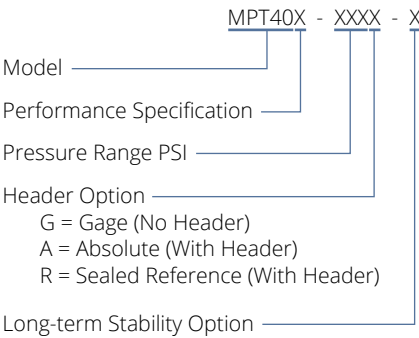 MPT40X - XXXX - X
Model
Performance Specification
Pressure Range PSI
Header Option
G = Gage (No Header)
A = Absolute (With Header)
R = Sealed Reference (With Header)
Long-term Stability Option